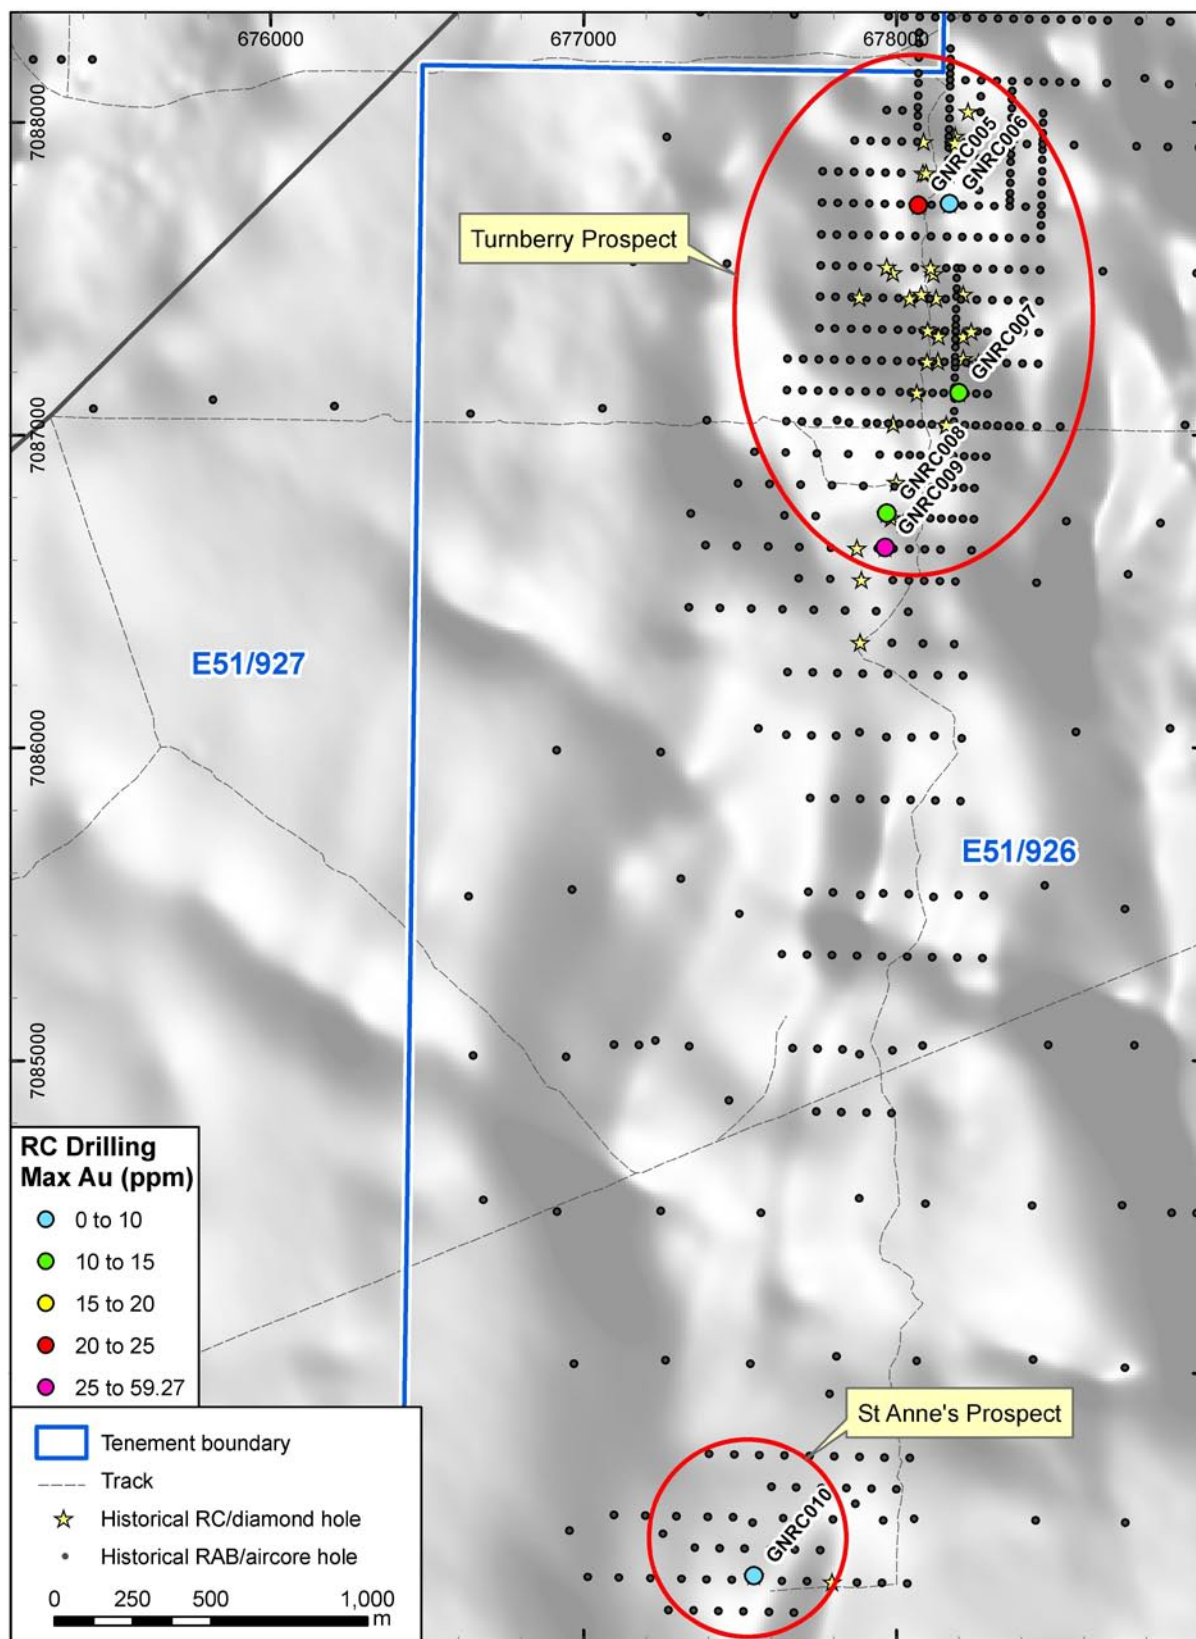 676000
677000
678000
7088000
GNRC005
GNRC006
Turnberry Prospect
GNRC007
7087000
GNRC008
GNRC009
E51/927
7086000
E51/926
7085000
RC Drilling
Max Au (ppm)
0 to 10
10 to 15
15 to 20
20 to 25
25 to 59.27
St Anne's Prospect
Tenement boundary
Track
Historical RC/diamond hole
GNRC010
Historical RAB/aircore hole
0 250 500 1,000
m